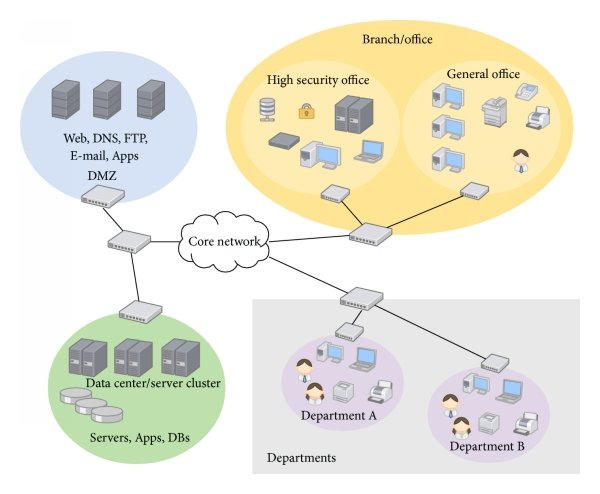 Branch/office
High security office
General office
Web, DNS, FTP,
E-mail, Apps
DMZ
Core network
Data center/server cluster
Servers, Apps, DBs
Department A
Department B
Departments